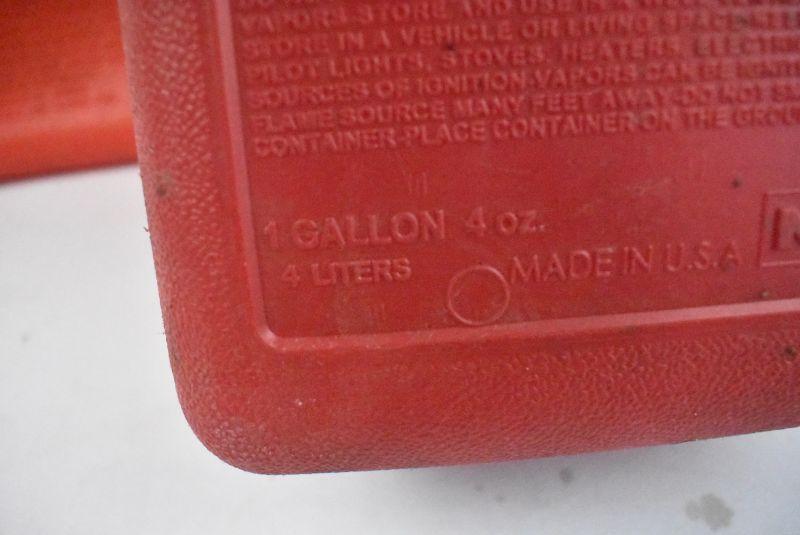 VAPORS-STORE AND USE IN A
STORE IN A VEHICLE OR LIVING SPACE
PILOT LIGHTS, STOVES, HEATERS, ELECTRIC
SOURCES OF IGNITION-VAPORS CAN BE
FLAME SOURCE MANY FEET AWAY-DO NOT
CONTAINER-PLACE CONTAINER ON THE
1 GALLON 4 oz.
4 LITERS
MADE IN U.S.A